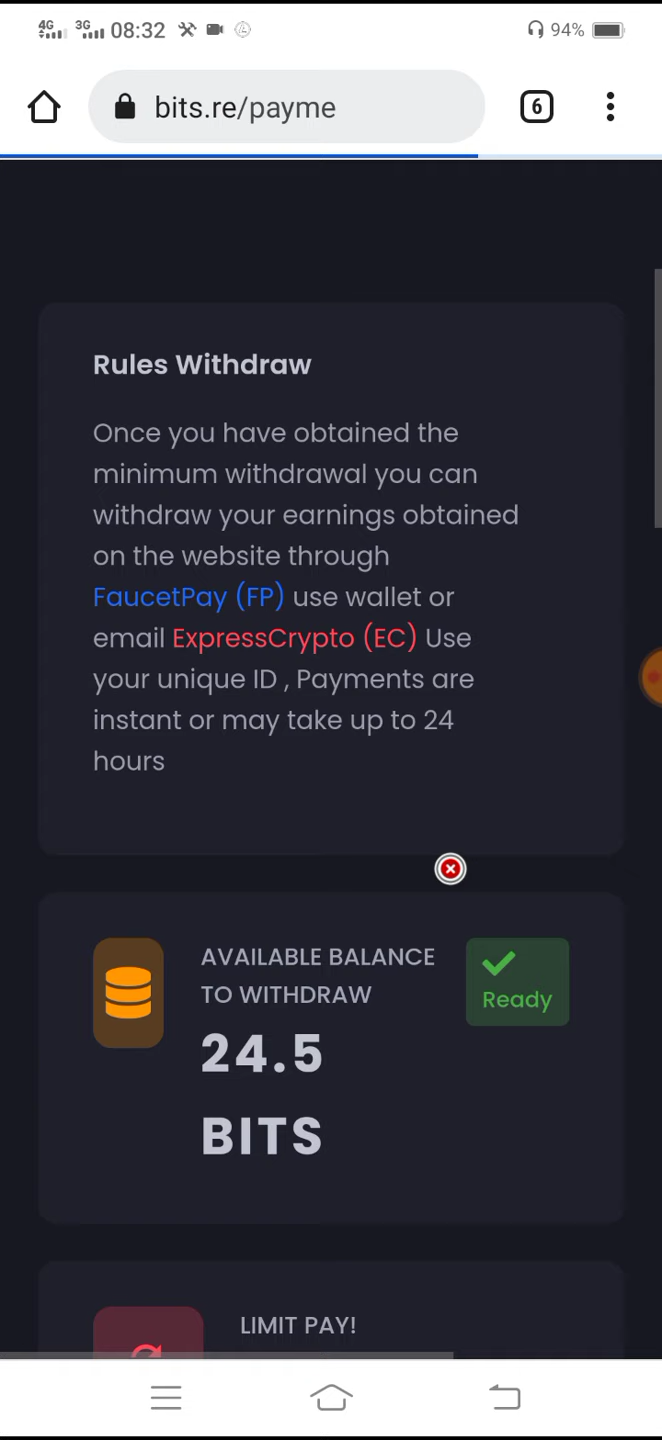 4G 3G 08:32 94%
bits.re/payme 6
Rules Withdraw
Once you have obtained the
minimum withdrawal you can
withdraw your earnings obtained
on the website through
FaucetPay (FP) use wallet or
email ExpressCrypto (EC) Use
your unique ID , Payments are
instant or may take up to 24
hours
AVAILABLE BALANCE
TO WITHDRAW
Ready
24.5
BITS
LIMIT PAY!